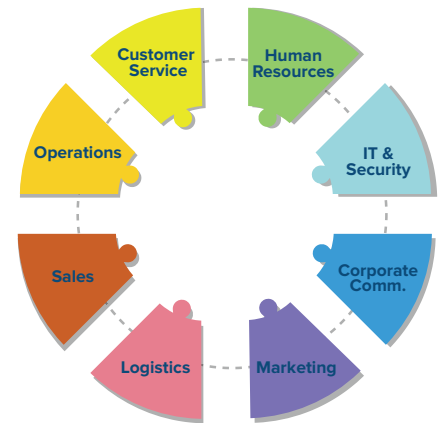 Customer
Service
Human
Resources
Operations
IT &
Security
Sales
Corporate
Comm.
Logistics
Marketing